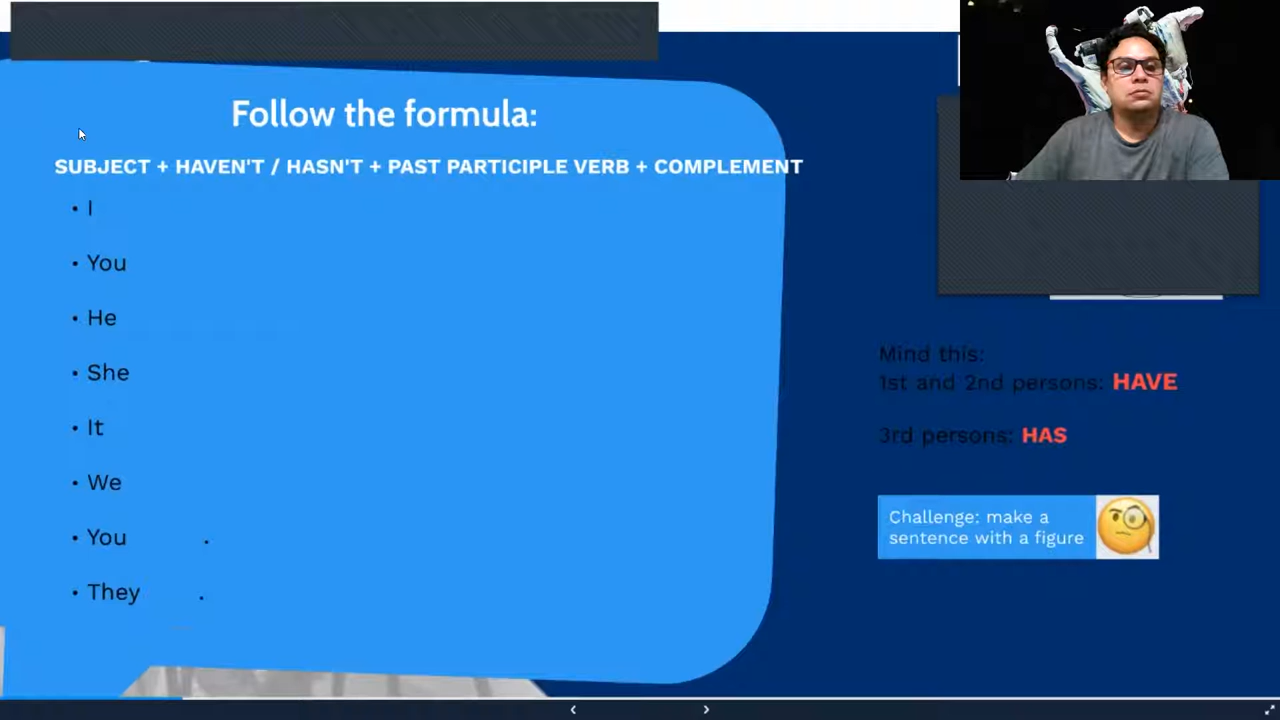 Follow the formula:
SUBJECT + HAVEN'T / HASN'T + PAST PARTICIPLE VERB + COMPLEMENT
• I
• You
• He
• She
• It
• We
• You .
• They .
Mind this:
1st and 2nd persons: HAVE
3rd persons: HAS
Challenge: make a
sentence with a figure